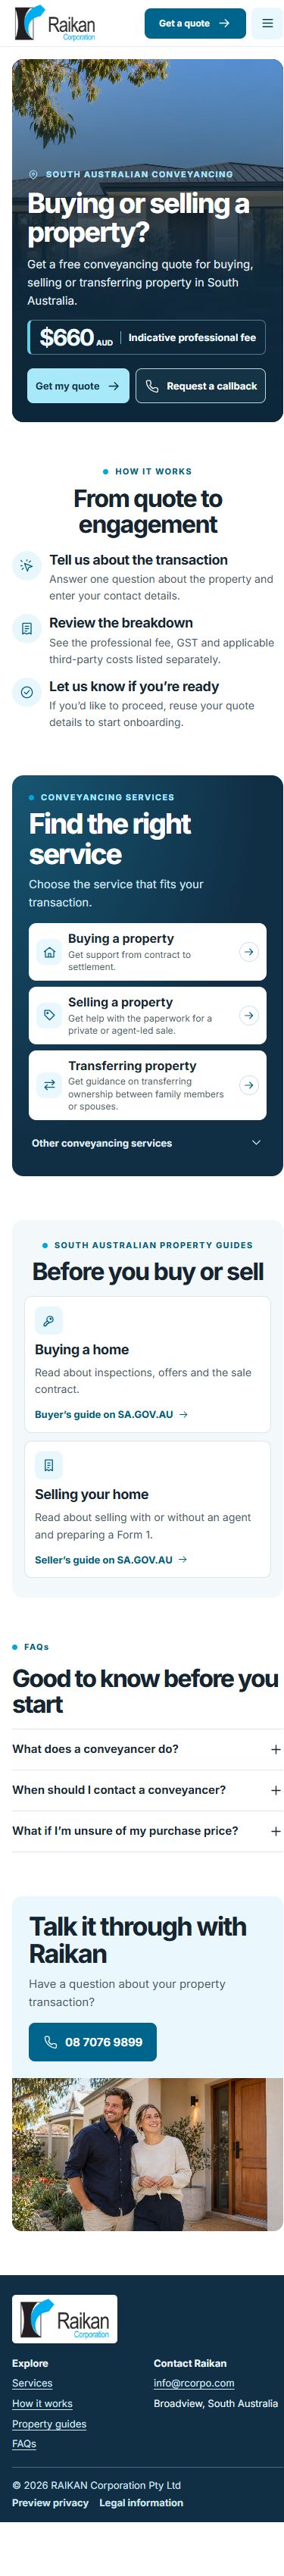 Raikan
Corporation
Get a quote
SOUTH AUSTRALIAN CONVEYANCING
Buying or selling a
property?
Get a free conveyancing quote for buying,
selling or transferring property in South
Australia.
$660 AUD
Indicative professional fee
Get my quote
Request a callback
HOW IT WORKS
From quote to
engagement
Tell us about the transaction
Answer one question about the property and
enter your contact details.
Review the breakdown
See the professional fee, GST and applicable
third-party costs listed separately.
Let us know if you’re ready
If you’d like to proceed, reuse your quote
details to start onboarding.
CONVEYANCING SERVICES
Find the right
service
Choose the service that fits your
transaction.
Buying a property
Get support from contract to
settlement.
Selling a property
Get help with the paperwork for a
private or agent-led sale.
Transferring property
Get guidance on transferring
ownership between family members
or spouses.
Other conveyancing services
SOUTH AUSTRALIAN PROPERTY GUIDES
Before you buy or sell
Buying a home
Read about inspections, offers and the sale
contract.
Buyer’s guide on SA.GOV.AU
Selling your home
Read about selling with or without an agent
and preparing a Form 1.
Seller’s guide on SA.GOV.AU
FAQs
Good to know before you
start
What does a conveyancer do?
When should I contact a conveyancer?
What if I’m unsure of my purchase price?
Talk it through with
Raikan
Have a question about your property
transaction?
08 7076 9899
Raikan
Corporation
Explore
Services
How it works
Property guides
FAQs
Contact Raikan
info@rcorpo.com
Broadview, South Australia
© 2026 RAIKAN Corporation Pty Ltd
Preview privacy
Legal information